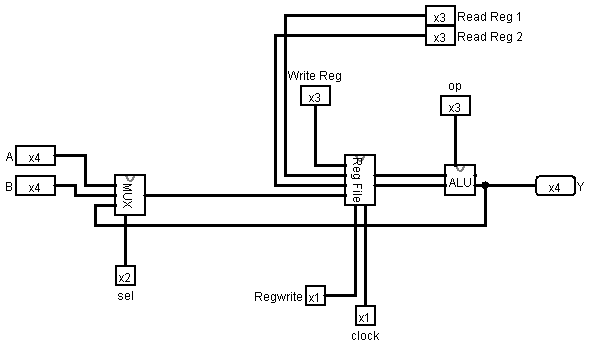 x3 Read Reg 1
x3 Read Reg 2
Write Reg
x3
op
x3
A x4
B x4
MUX
Reg File
ALU
x4 Y
x2
sel
Regwrite x1
x1
clock